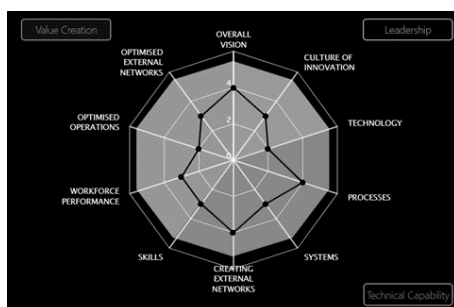 Value Creation
Leadership
OVERALL
VISION
OPTIMISED
EXTERNAL
NETWORKS
CULTURE OF
INNOVATION
4
OPTIMISED
OPERATIONS
TECHNOLOGY
2
0
WORKFORCE
PERFORMANCE
PROCESSES
SKILLS
SYSTEMS
CREATING
EXTERNAL
NETWORKS
Technical Capability